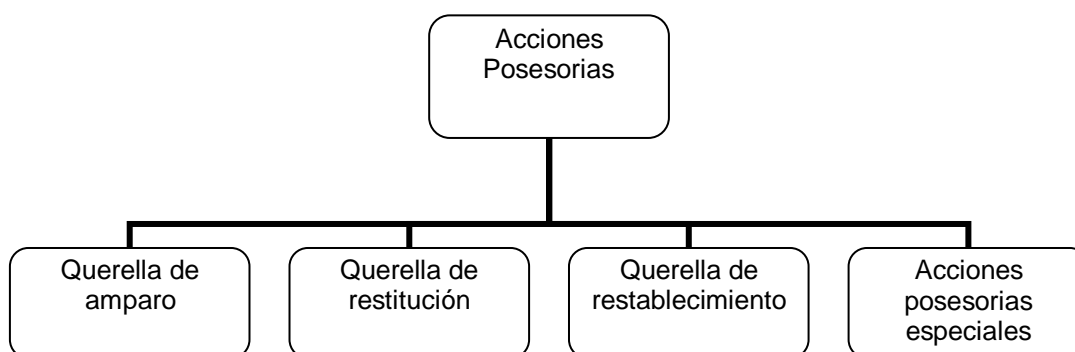 Acciones
Posesorias
Querella de
amparo
Querella de
restitución
Querella de
restablecimiento
Acciones
posesorias
especiales